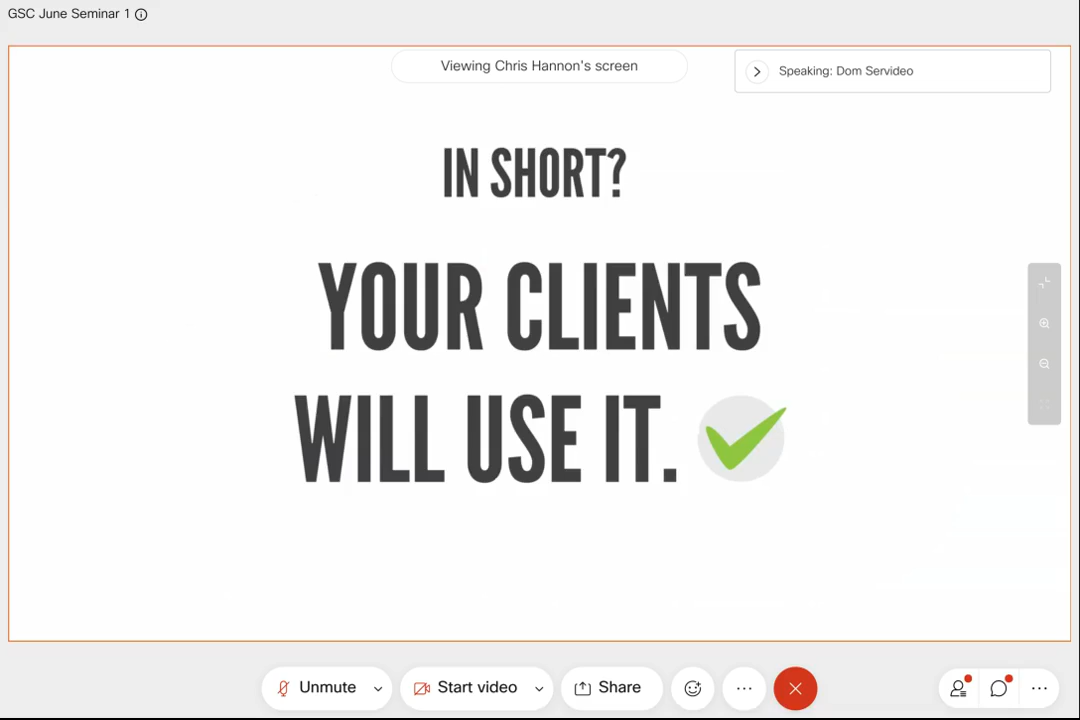 GSC June Seminar 1
Viewing Chris Hannon's screen
Speaking: Dom Servideo
IN SHORT?
YOUR CLIENTS
WILL USE IT.
Unmute
Start video
Share